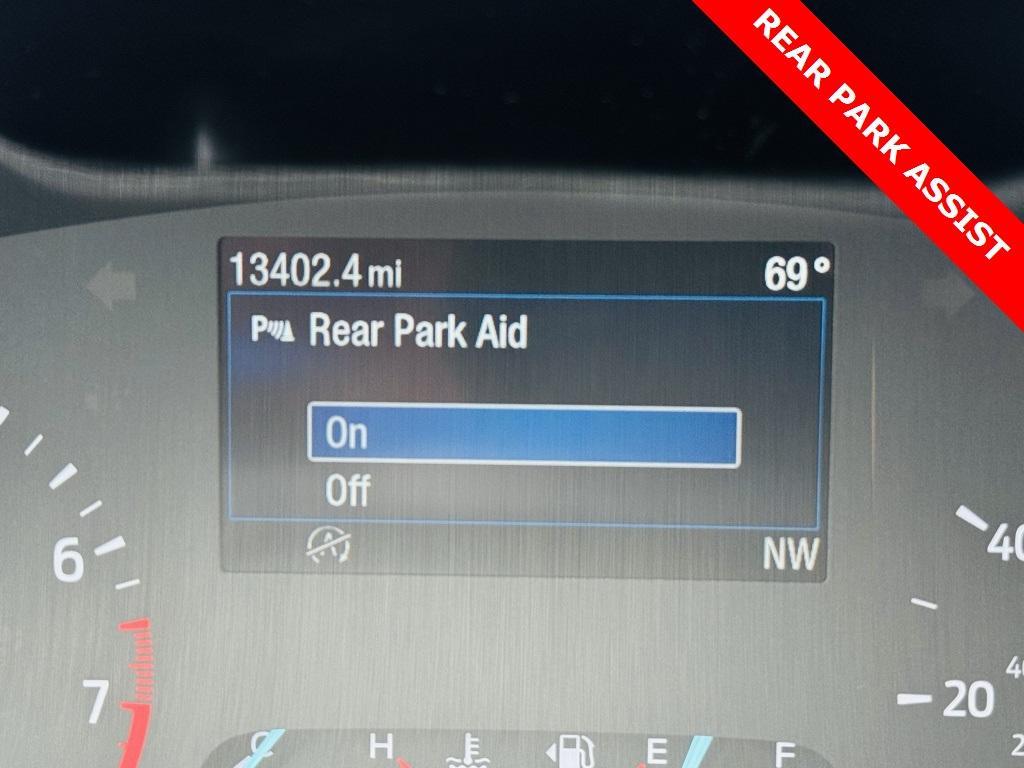 REAR PARK ASSIST
13402.4 mi 69°
P Rear Park Aid
On
Off
A
NW
6
7
40
20
C H E F